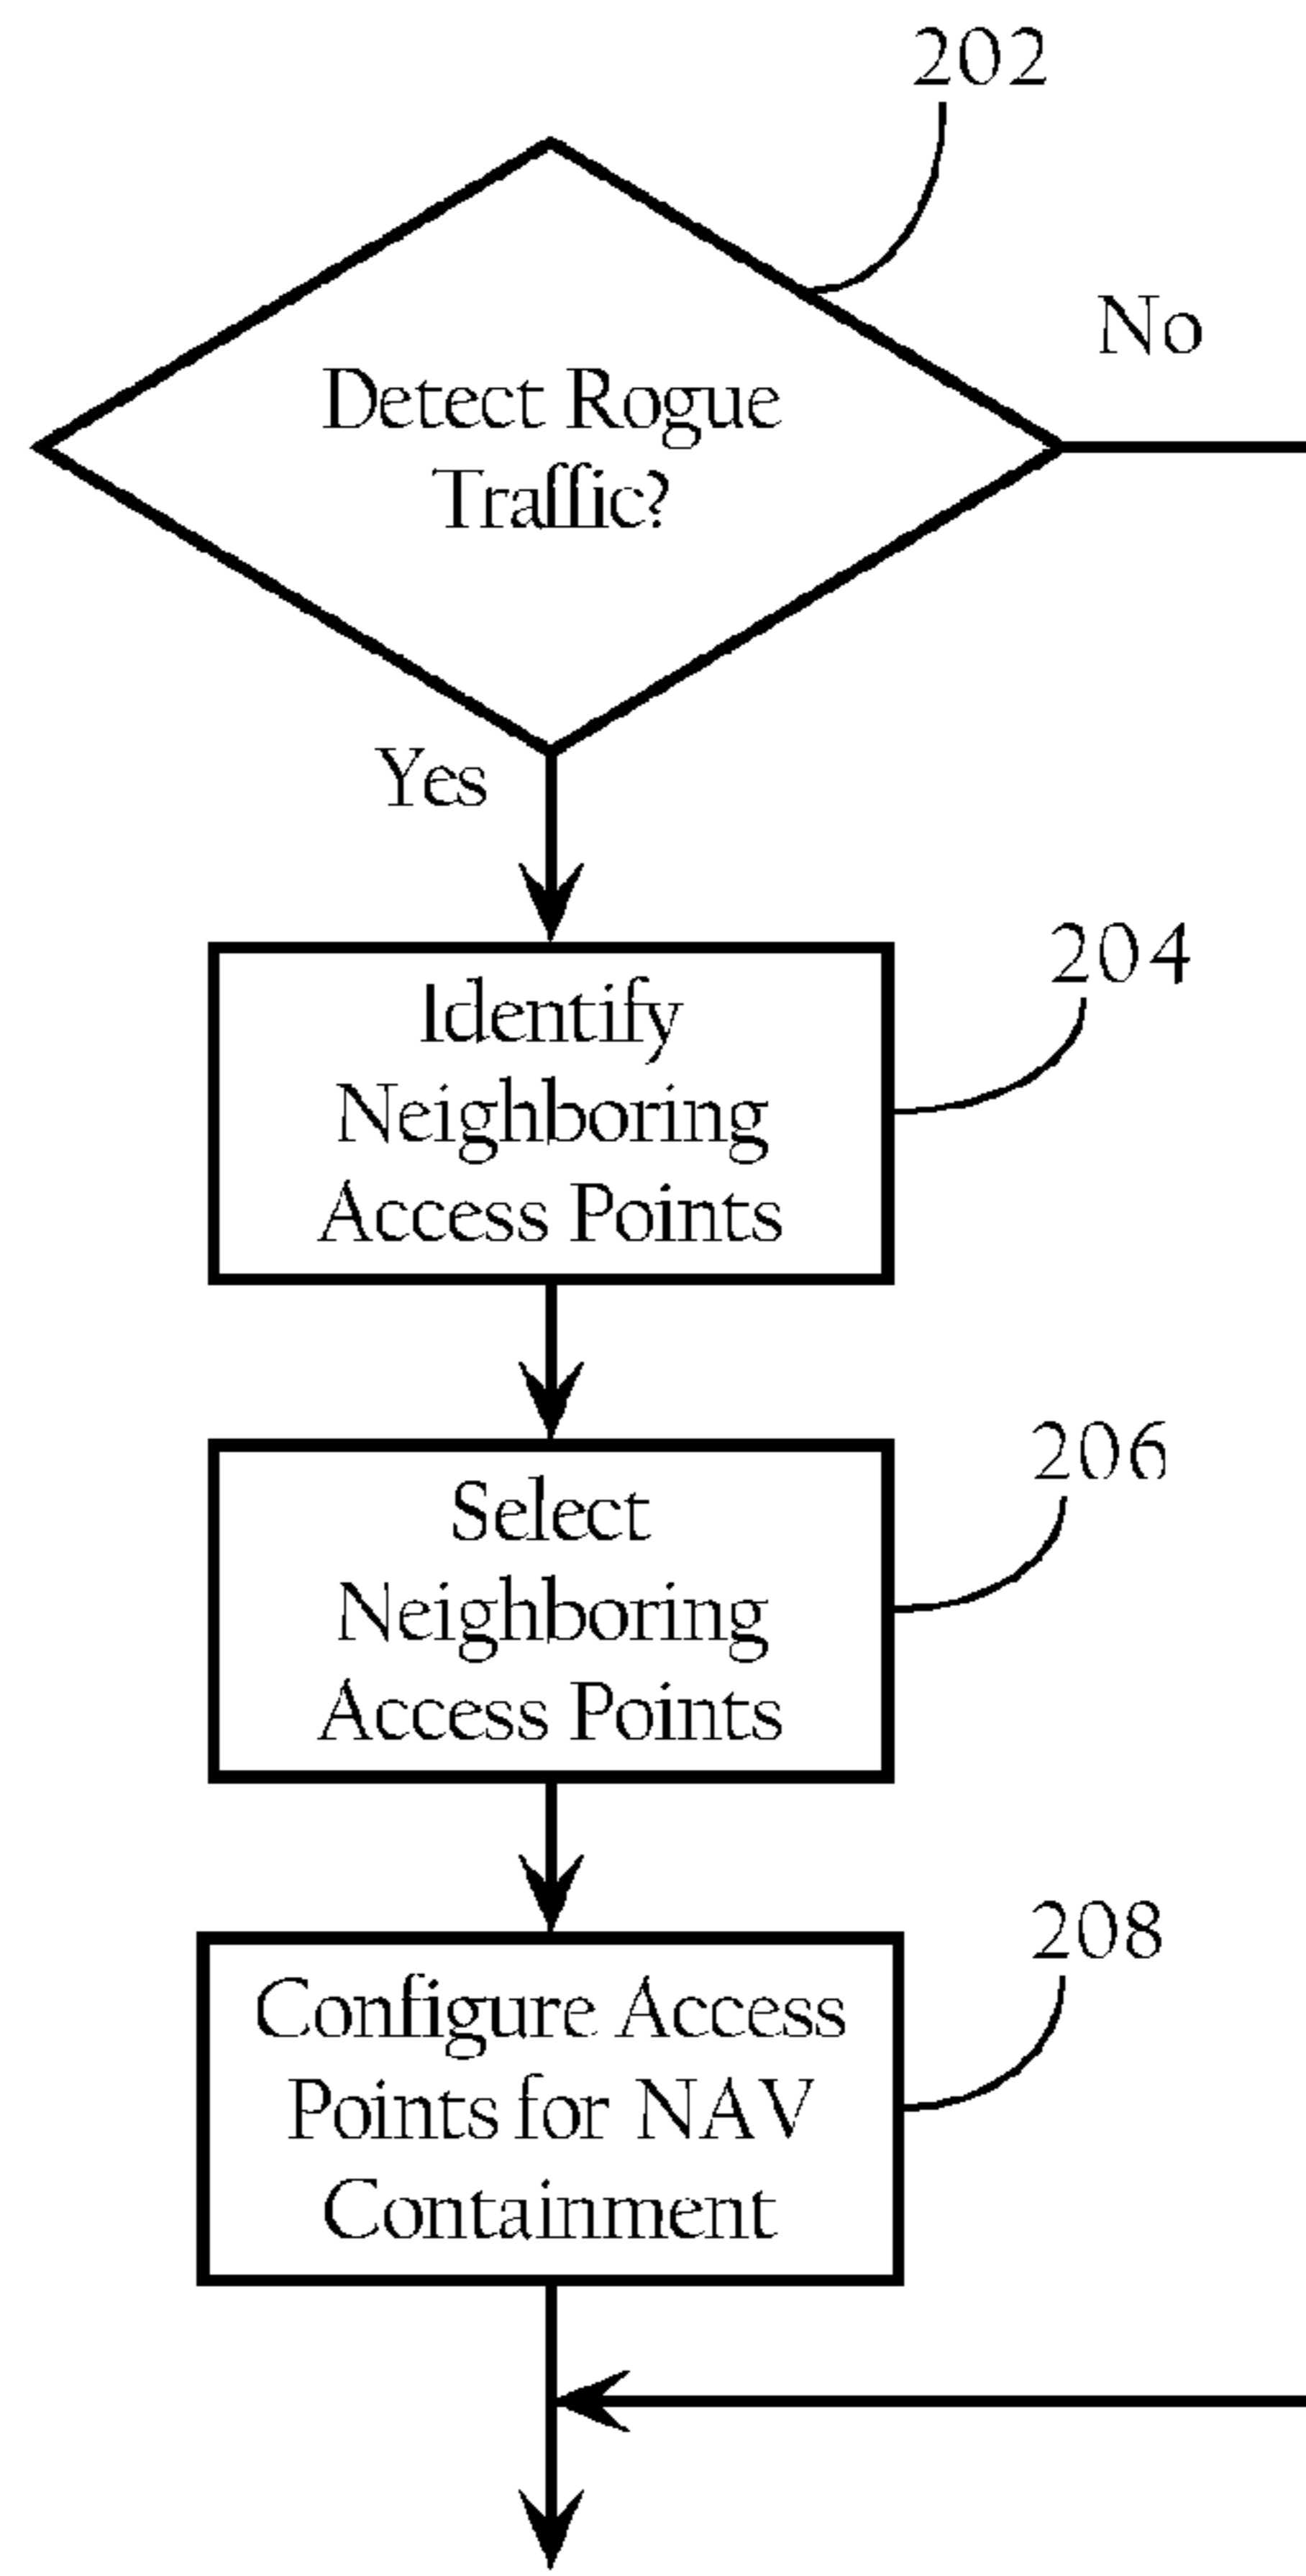 202
No
Detect Rogue
Traffic?
Yes
204
Identify
Neighboring
Access Points
206
Select
Neighboring
Access Points
208
Configure Access
Points for NAV
Containment